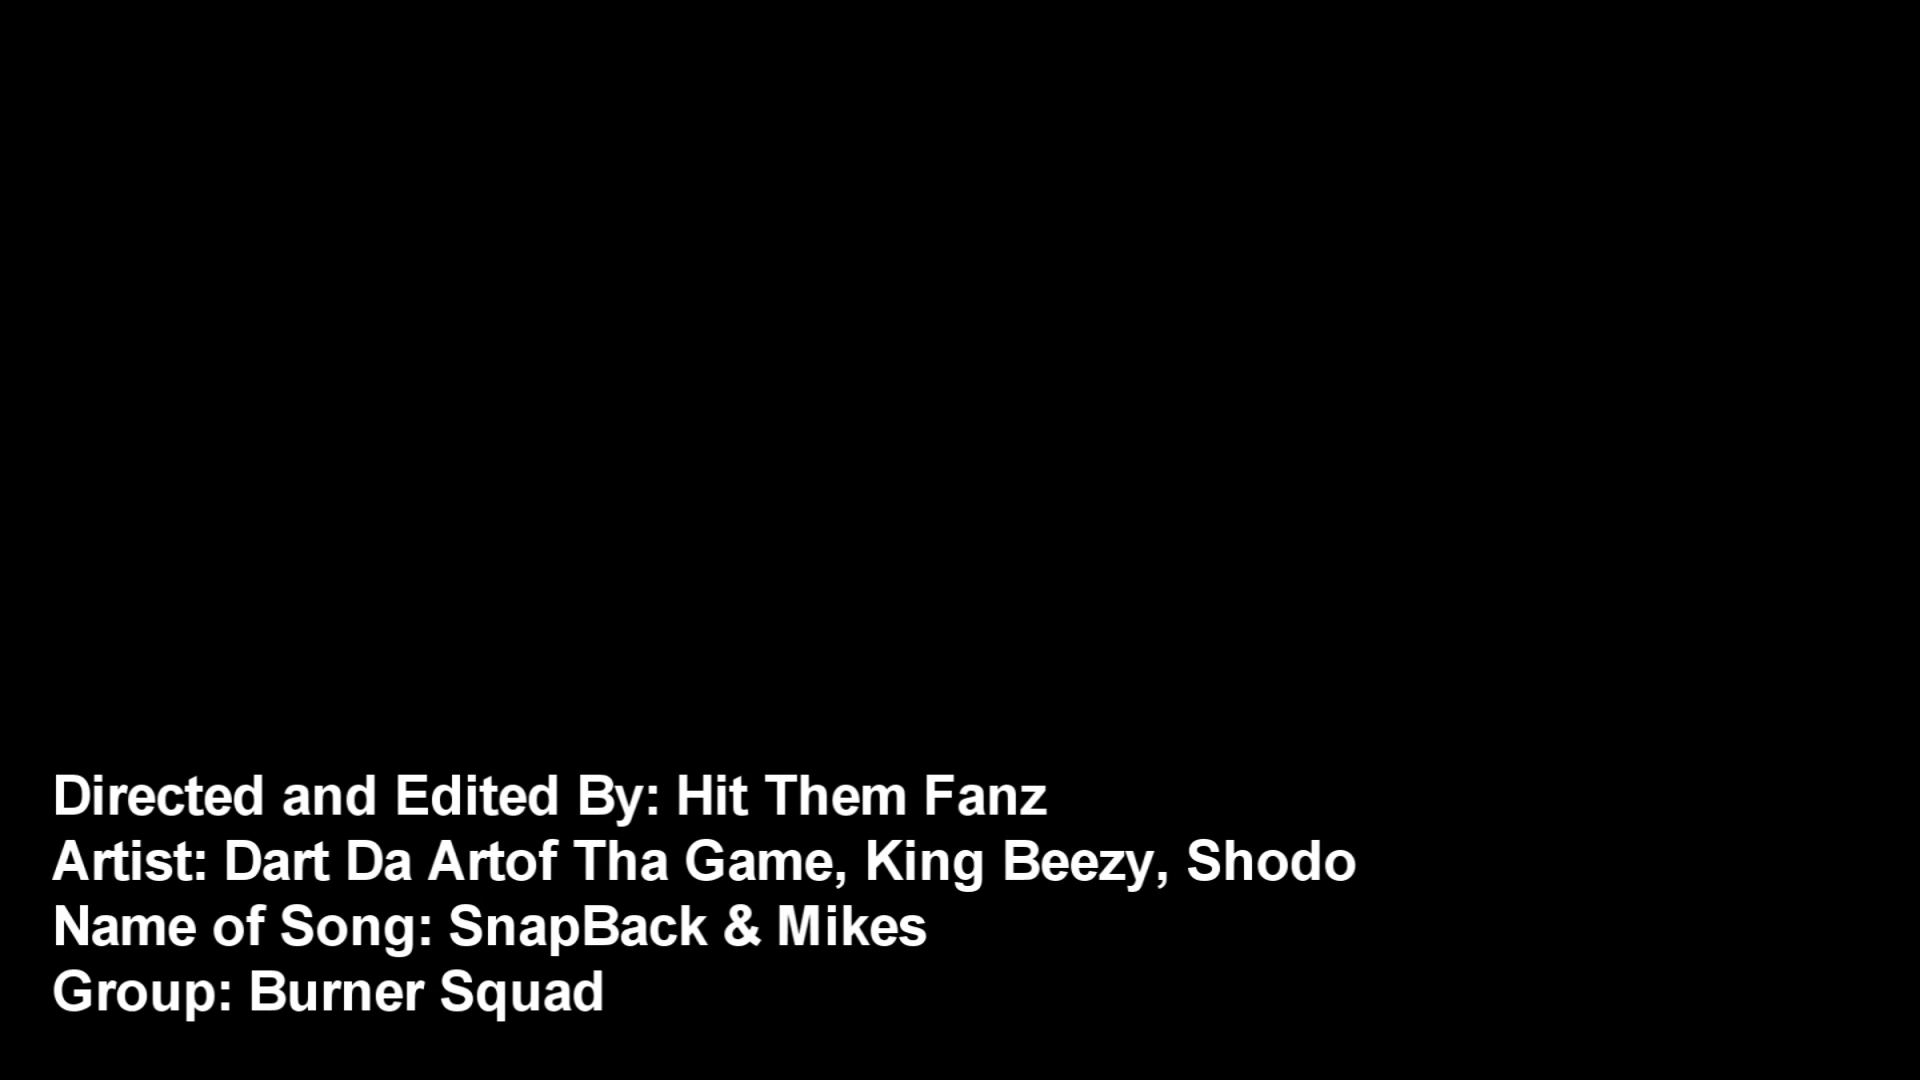 Directed and Edited By: Hit Them Fanz
Artist: Dart Da Artof Tha Game, King Beezy, Shodo
Name of Song: SnapBack & Mikes
Group: Burner Squad